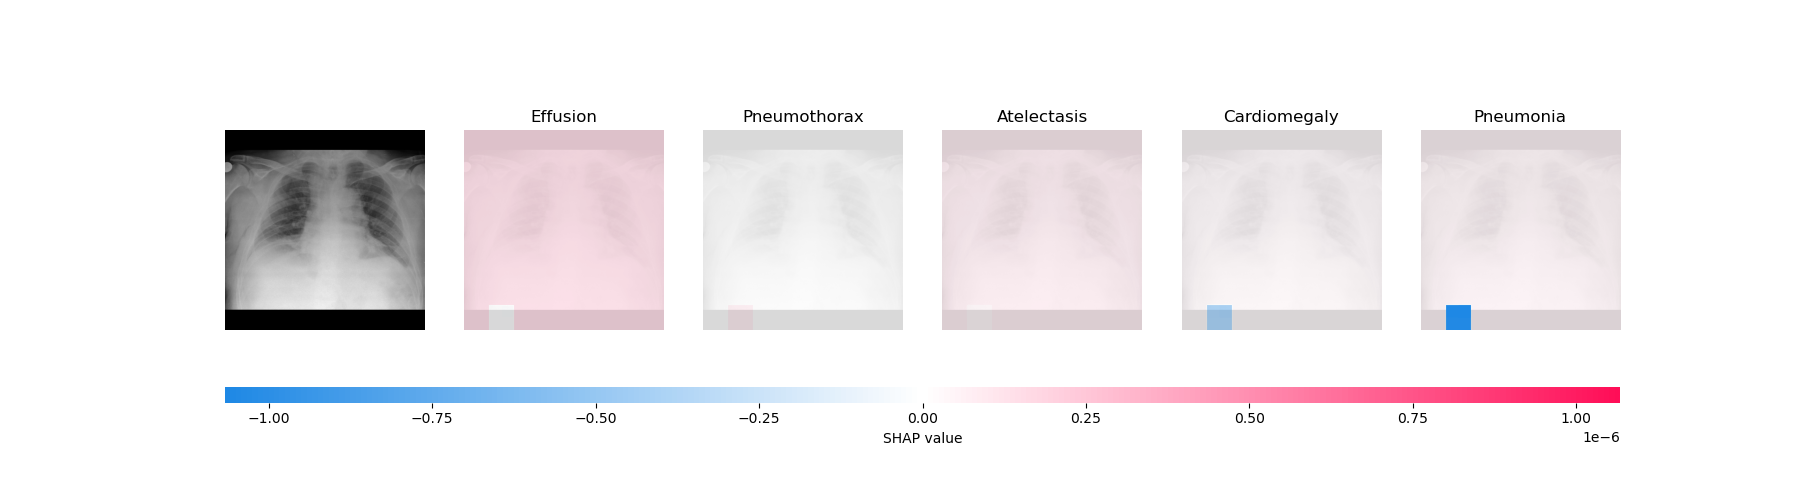 Effusion
Pneumothorax
Atelectasis
Cardiomegaly
Pneumonia
−1.00
−0.75
−0.50
−0.25
0.00
0.25
0.50
0.75
1.00
1e−6
SHAP value